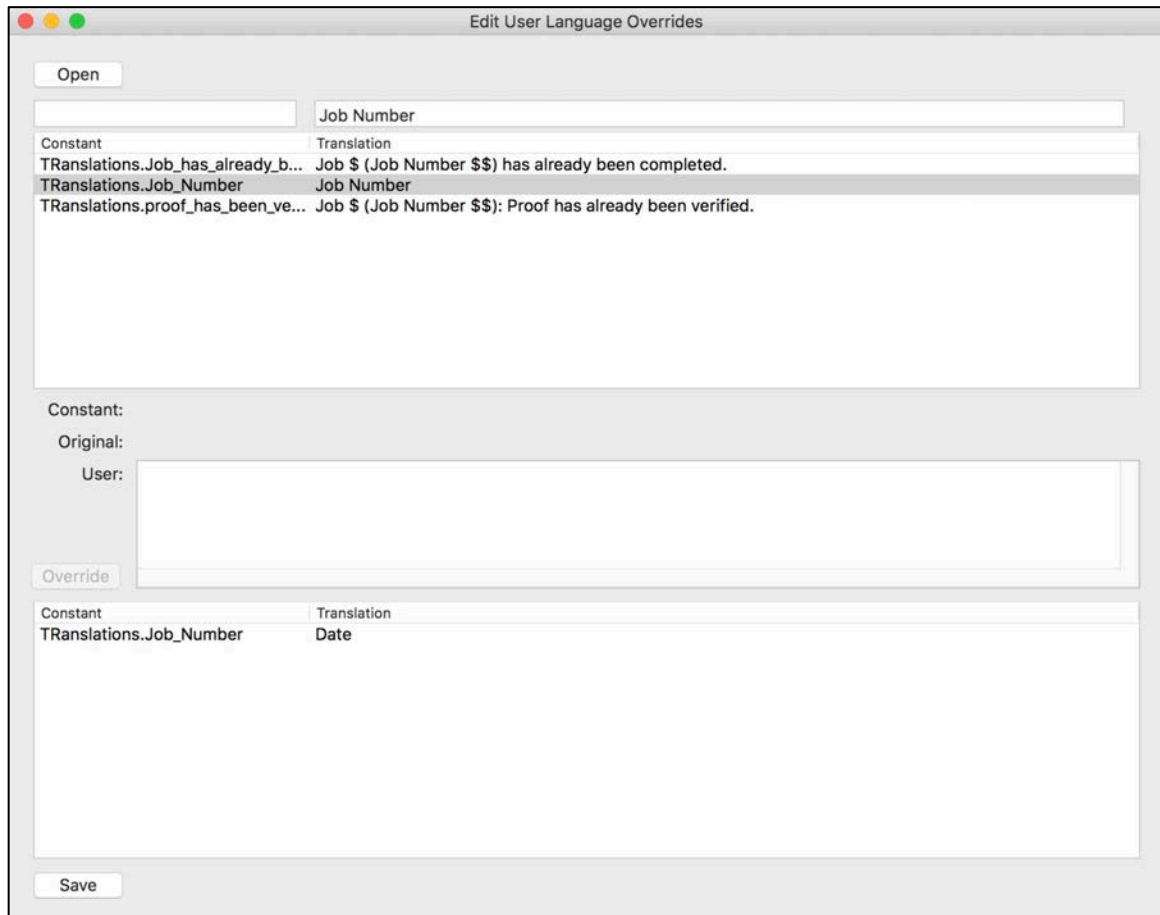 Edit User Language Overrides
Open
Job Number
Constant Translation
TRanslations.Job_has_already_b... Job $ (Job Number $$) has already been completed.
TRanslations.Job_Number Job Number
TRanslations.proof_has_been_ve... Job $ (Job Number $$): Proof has already been verified.
Constant:
Original:
User:
Override
Constant Translation
TRanslations.Job_Number Date
Save